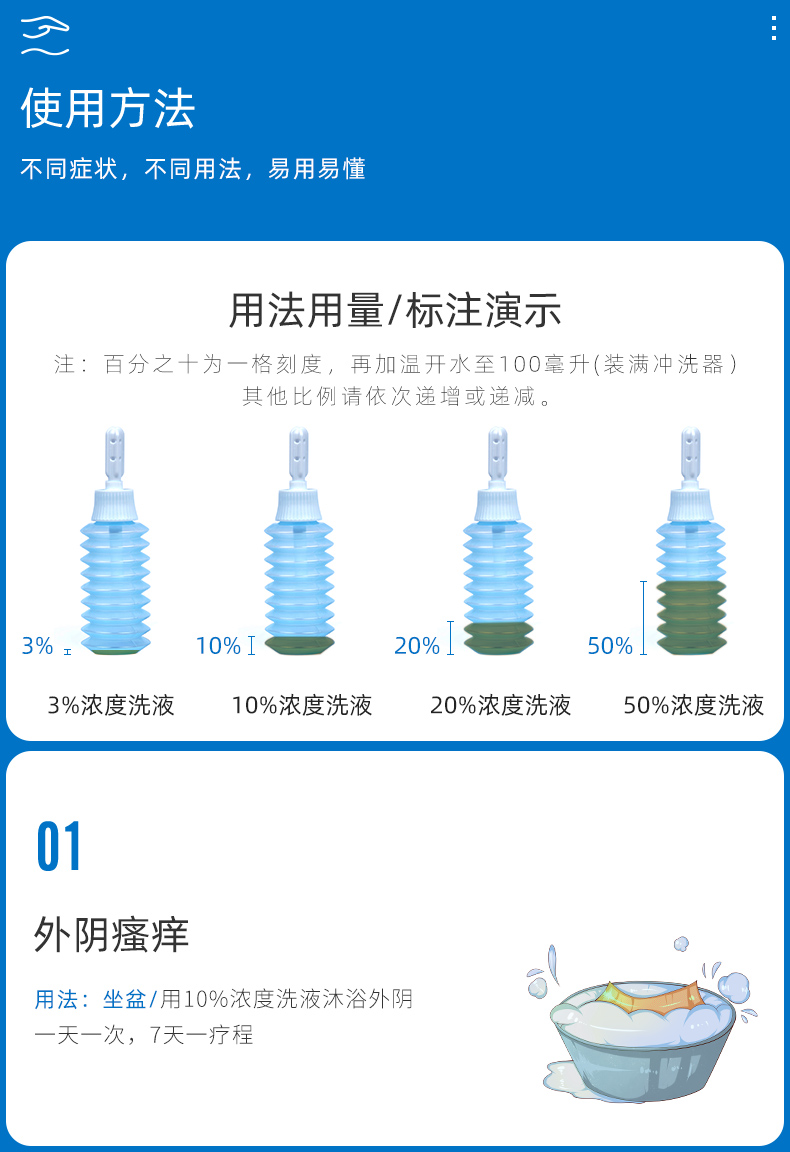 使用方法
不同症状，不同用法，易用易懂
用法用量/标注演示
注：百分之十为一格刻度，再加温开水至100毫升(装满冲洗器)
其他比例请依次递增或递减。
3% 10% 20% 50%
3%浓度洗液 10%浓度洗液 20%浓度洗液 50%浓度洗液
01
外阴瘙痒
用法：坐盆/用10%浓度洗液沐浴外阴
一天一次，7天一疗程